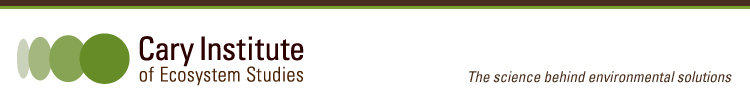 Cary Institute
of Ecosystem Studies
The science behind environmental solutions